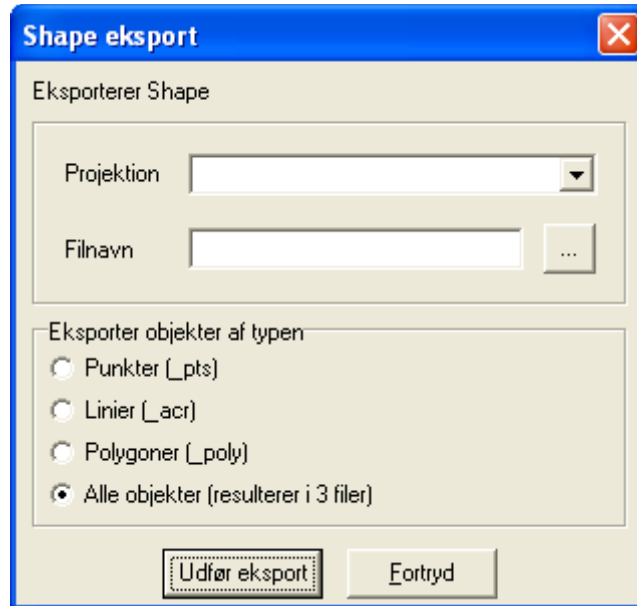 Shape eksport
Eksporterer Shape
Projektion
Filnavn
...
Eksporter objekter af typen
Punkter (_pts)
Linier (_acr)
Polygoner (_poly)
Alle objekter (resulterer i 3 filer)
Udfør eksport Fortryd